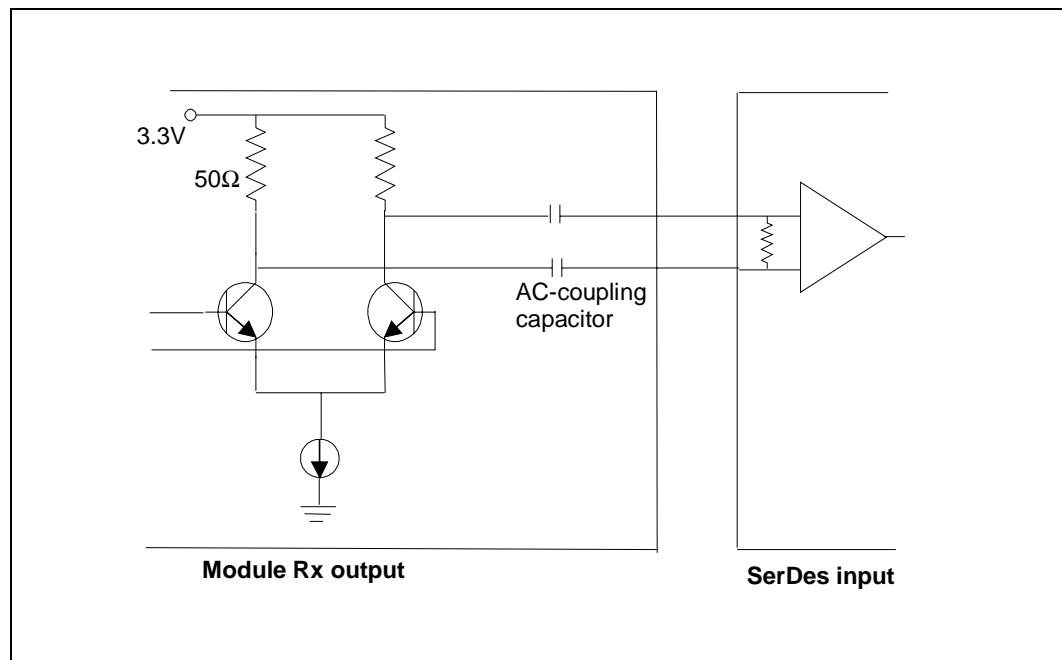 3.3V
50Ω
AC-coupling
capacitor
Module Rx output
SerDes input